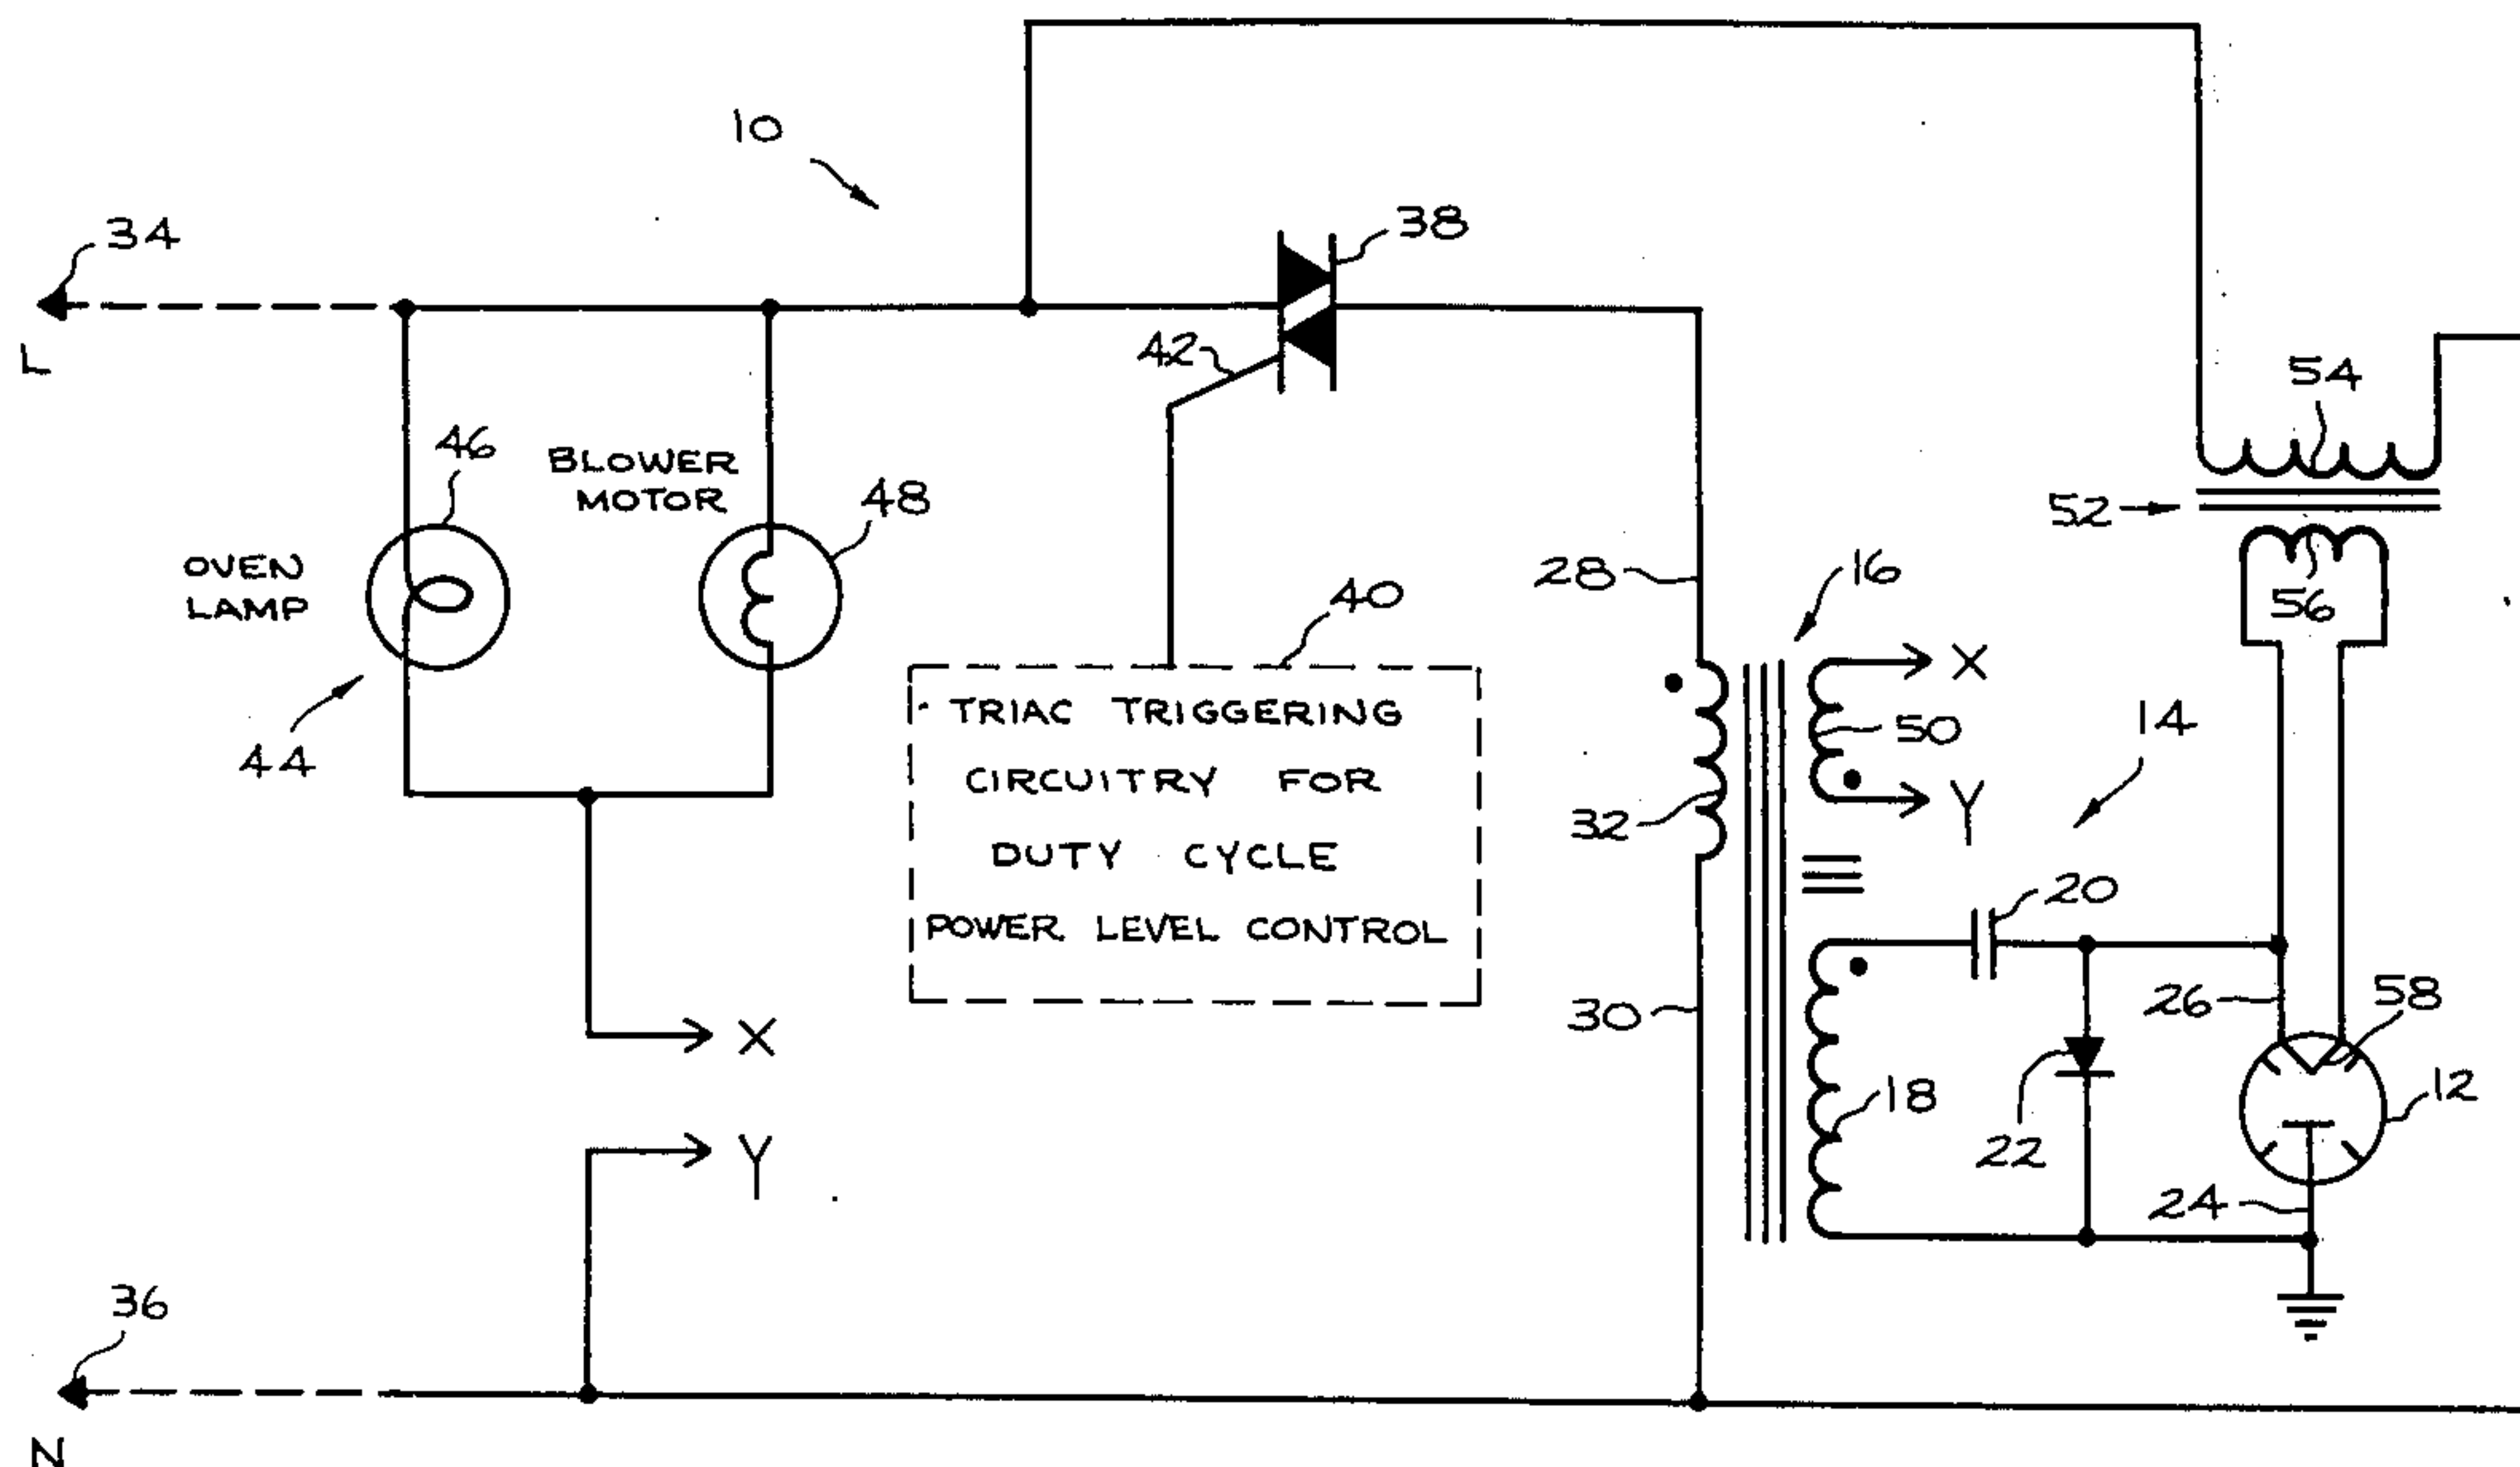 10
34
38
L
42
54
46
BLOWER
MOTOR
48
52
OVEN
LAMP
28
16
40
56
X
TRIAC TRIGGERING
50
14
44
CIRCUITRY FOR
32
Y
DUTY CYCLE
20
POWER LEVEL CONTROL
26
58
30
X
18
12
22
Y
24
36
N